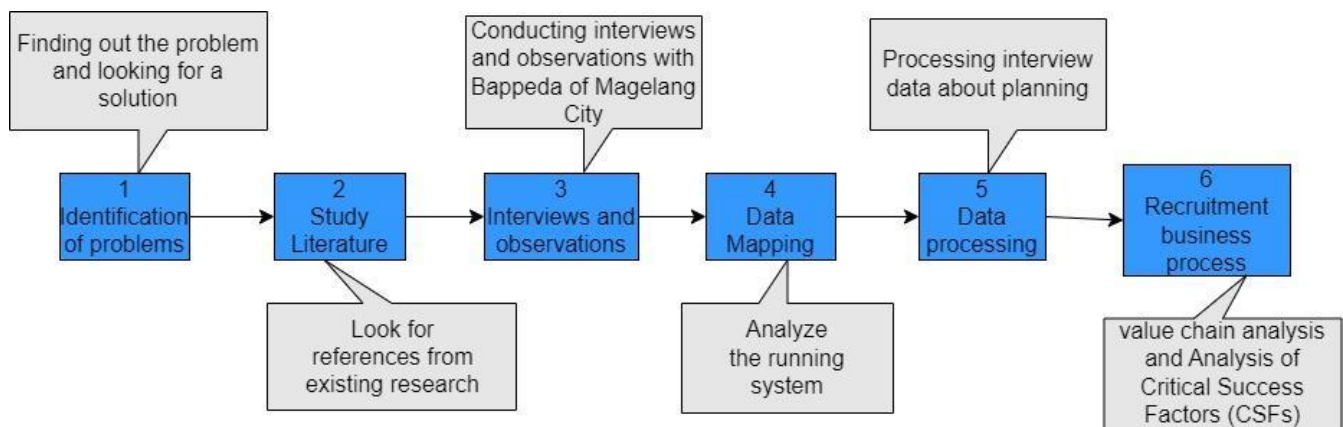 Finding out the problem
and looking for a
solution
Conducting interviews
and observations with
Bappeda of Magelang
City
Processing interview
data about planning
1
Identification
of problems
2
Study
Literature
3
Interviews and
observations
4
Data
Mapping
5
Data
processing
6
Recruitment
business
process
Look for
references from
existing research
Analyze
the running
system
value chain analysis
and Analysis of
Critical Success
Factors (CSFs)